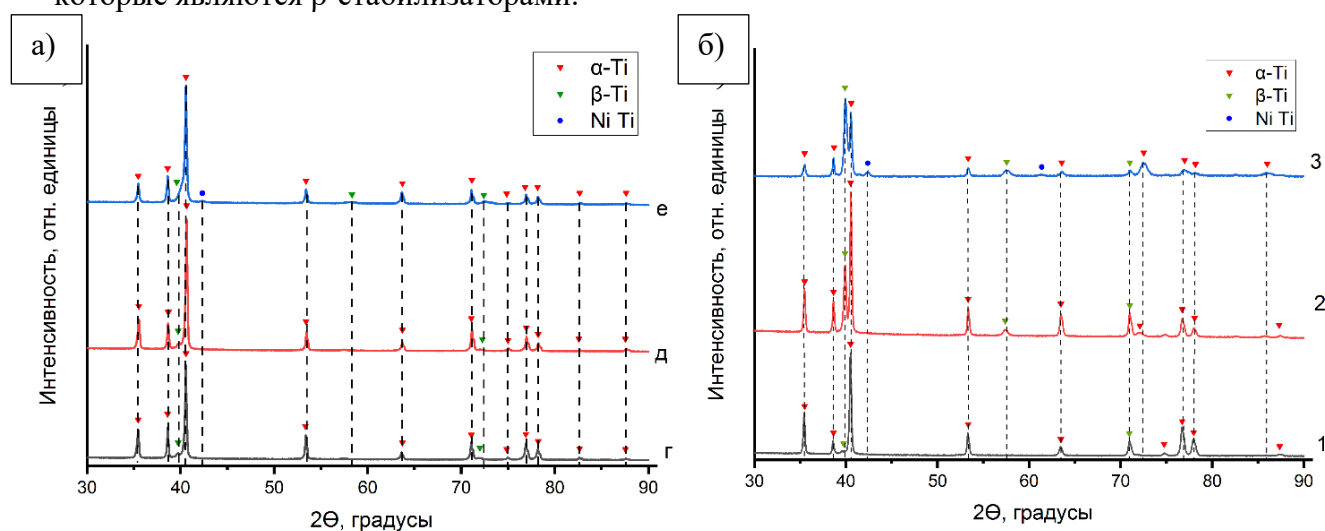 которые являются β-стабилизаторами.
а)
α-Ti
β-Ti
Ni Ti
Интенсивность, отн. единицы
е
д
г
30 40 50 60 70 80 90
2Θ, градусы
б)
α-Ti
β-Ti
Ni Ti
Интенсивность, отн. единицы
3
2
1
30 40 50 60 70 80 90
2Θ, градусы